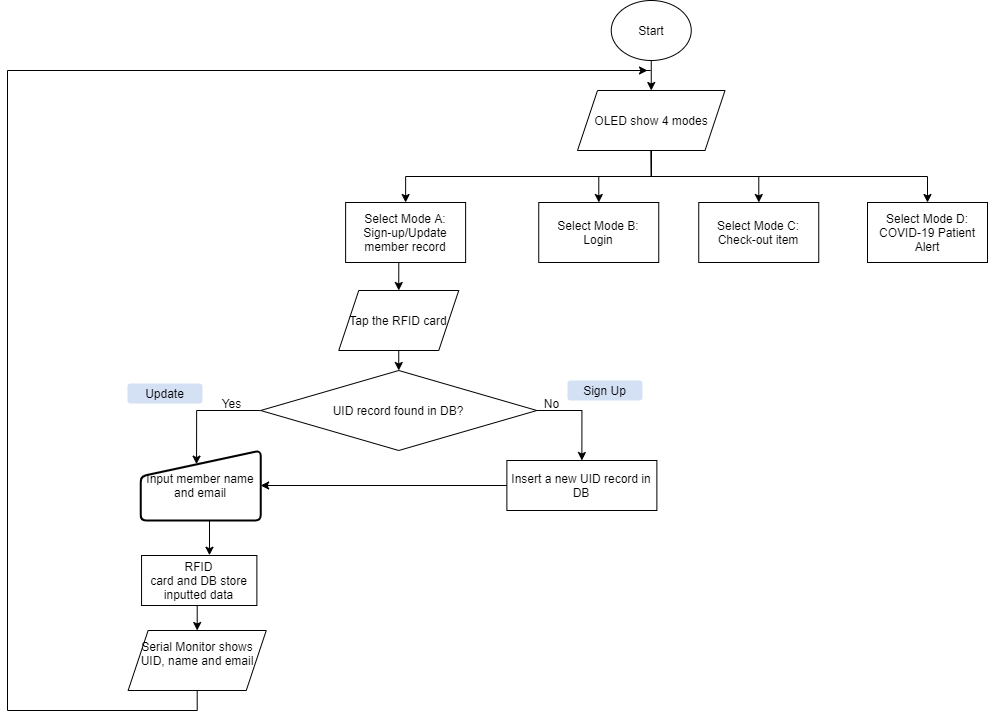 Start
OLED show 4 modes
Select Mode A:
Sign-up/Update
member record
Select Mode B:
Login
Select Mode C:
Check-out item
Select Mode D:
COVID-19 Patient
Alert
Tap the RFID card
Update
Sign Up
Yes
UID record found in DB?
No
Input member name
and email
Insert a new UID record in
DB
RFID
card and DB store
inputted data
Serial Monitor shows
UID, name and email